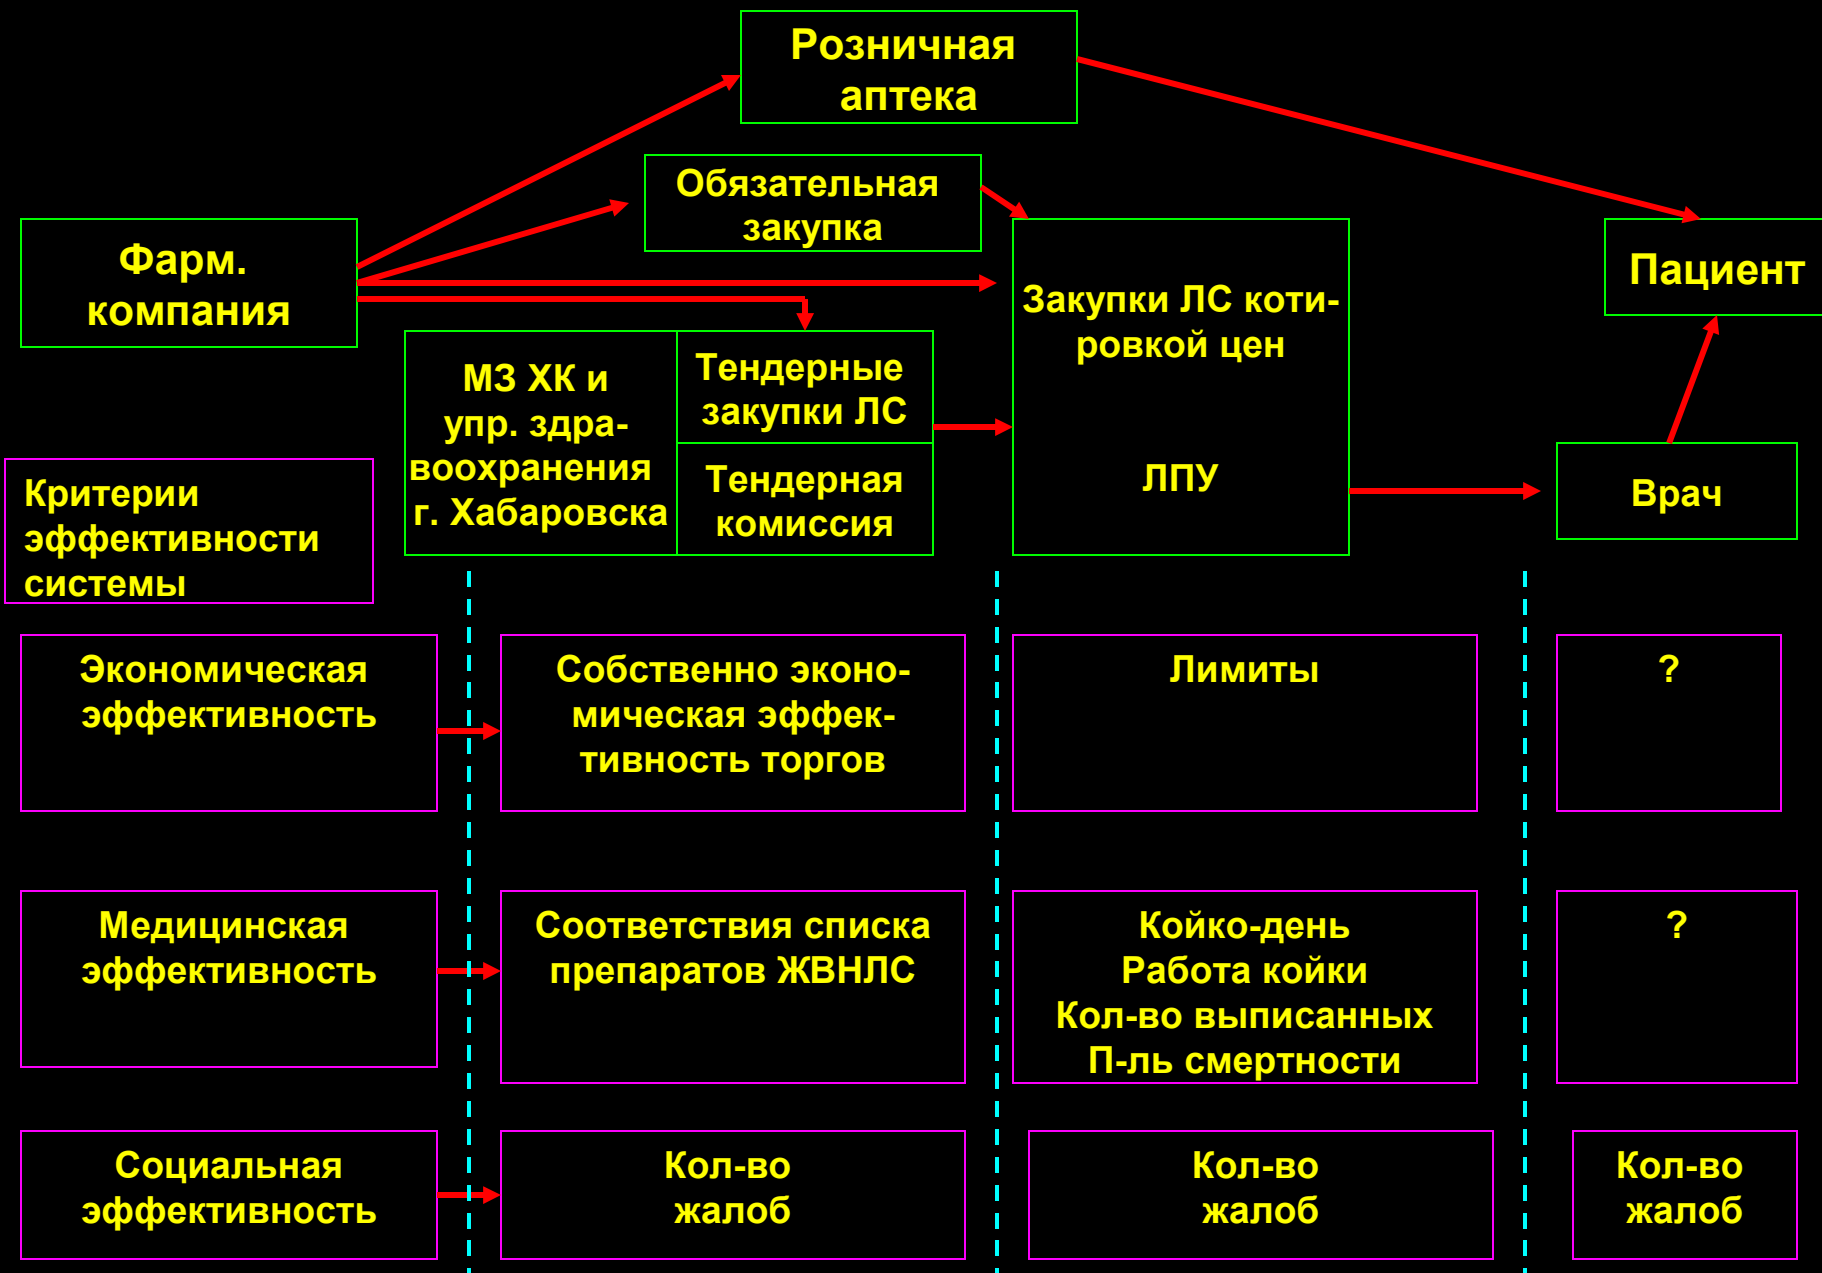 Розничная
аптека
Обязательная
закупка
Фарм.
компания
Закупки ЛС коти-
ровкой цен
ЛПУ
Пациент
МЗ ХК и
упр. здра-
воохранения
г. Хабаровска
Тендерные
закупки ЛС
Тендерная
комиссия
Врач
Критерии
эффективности
системы
Экономическая
эффективность
Собственно эконо-
мическая эффек-
тивность торгов
Лимиты
?
Медицинская
эффективность
Соответствия списка
препаратов ЖВНЛС
Койко-день
Работа койки
Кол-во выписанных
П-ль смертности
?
Социальная
эффективность
Кол-во
жалоб
Кол-во
жалоб
Кол-во
жалоб